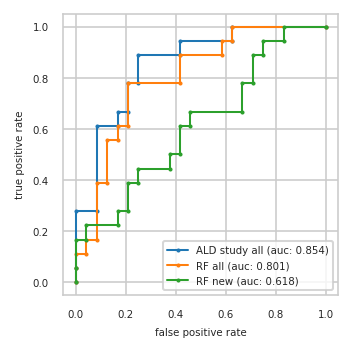 1.0
0.8
0.6
0.4
0.2
0.0
true positive rate
ALD study all (auc: 0.854)
RF all (auc: 0.801)
RF new (auc: 0.618)
0.0 0.2 0.4 0.6 0.8 1.0
false positive rate